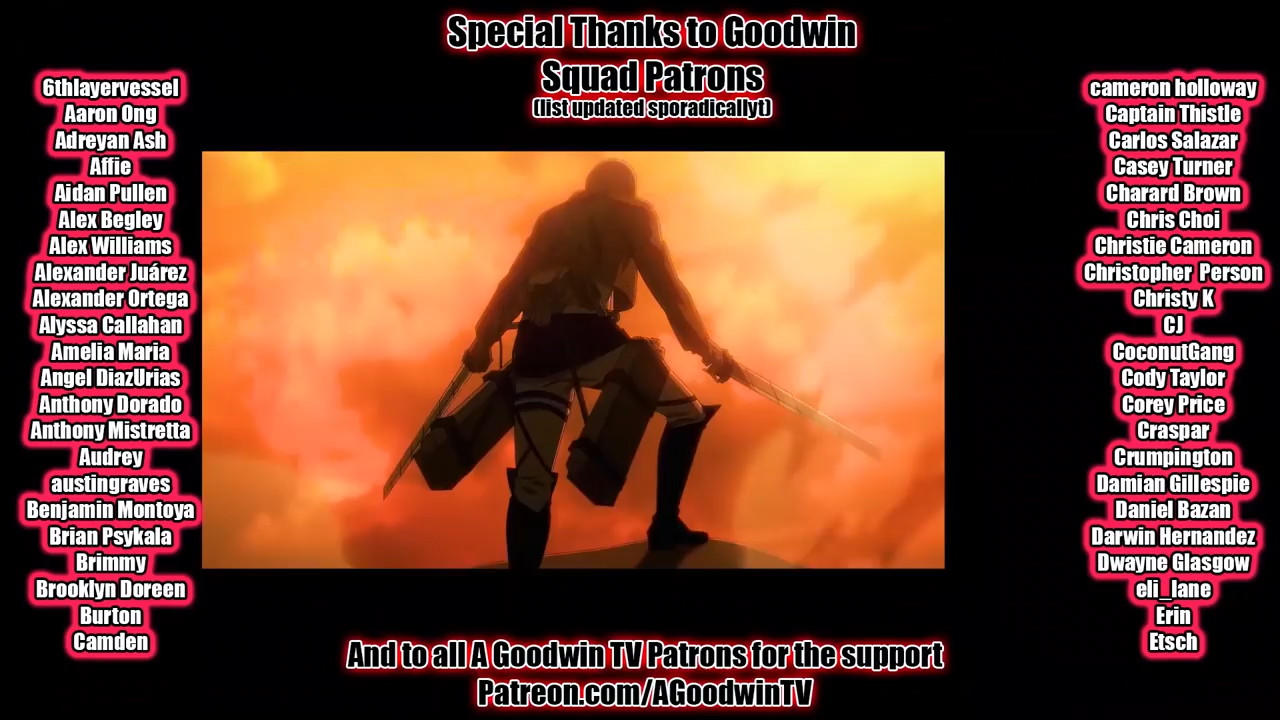 Special Thanks to Goodwin
Squad Patrons
(list updated sporadicallyt)
6thlayervessel
Aaron Ong
Adreyan Ash
Affie
Aidan Pullen
Alex Begley
Alex Williams
Alexander Juárez
Alexander Ortega
Alyssa Callahan
Amelia Maria
Angel DiazUrias
Anthony Dorado
Anthony Mistretta
Audrey
austingraves
Benjamin Montoya
Brian Psykala
Brimmy
Brooklyn Doreen
Burton
Camden
cameron holloway
Captain Thistle
Carlos Salazar
Casey Turner
Charard Brown
Chris Choi
Christie Cameron
Christopher  Person
Christy K
CJ
CoconutGang
Cody Taylor
Corey Price
Craspar
Crumpington
Damian Gillespie
Daniel Bazan
Darwin Hernandez
Dwayne Glasgow
eli_lane
Erin
Etsch
And to all A Goodwin TV Patrons for the support
Patreon.com/AGoodwinTV